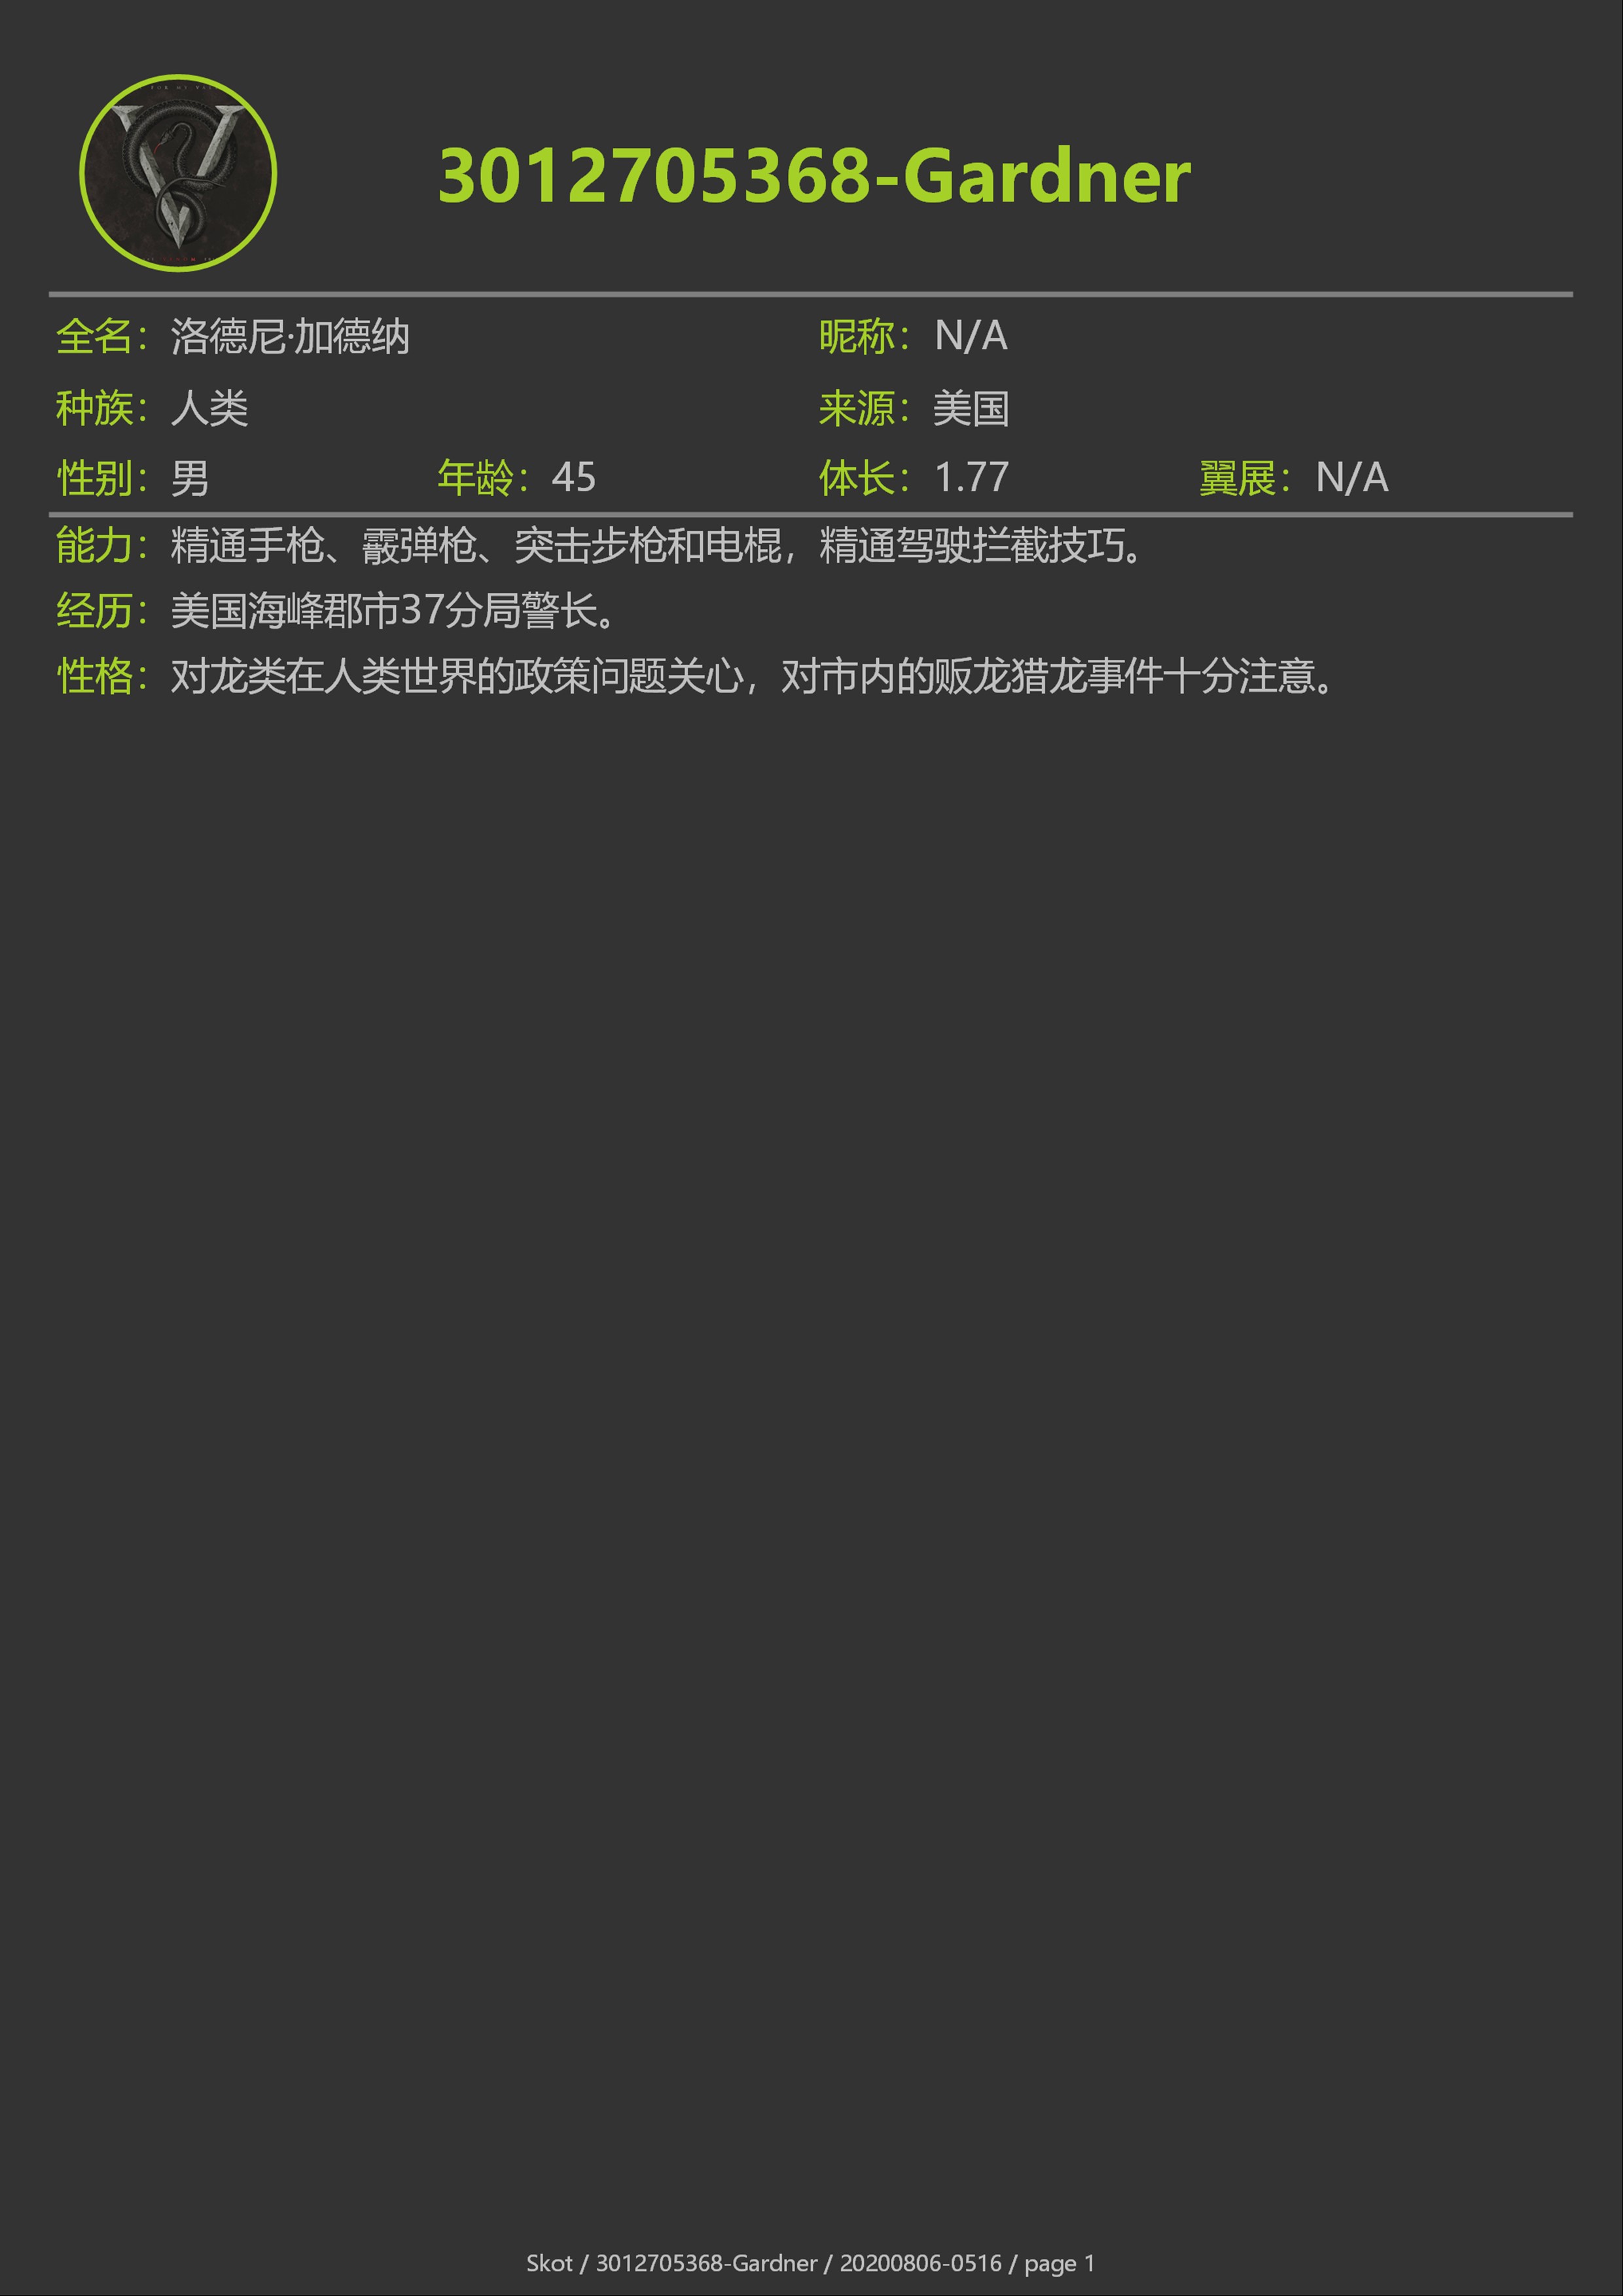 3012705368-Gardner
全名：洛德尼·加德纳 昵称：N/A
种族：人类 来源：美国
性别：男 年龄：45 体长：1.77 翼展：N/A
能力：精通手枪、霰弹枪、突击步枪和电棍，精通驾驶拦截技巧。
经历：美国海峰郡市37分局警长。
性格：对龙类在人类世界的政策问题关心，对市内的贩龙猎龙事件十分注意。
Skot / 3012705368-Gardner / 20200806-0516 / page 1